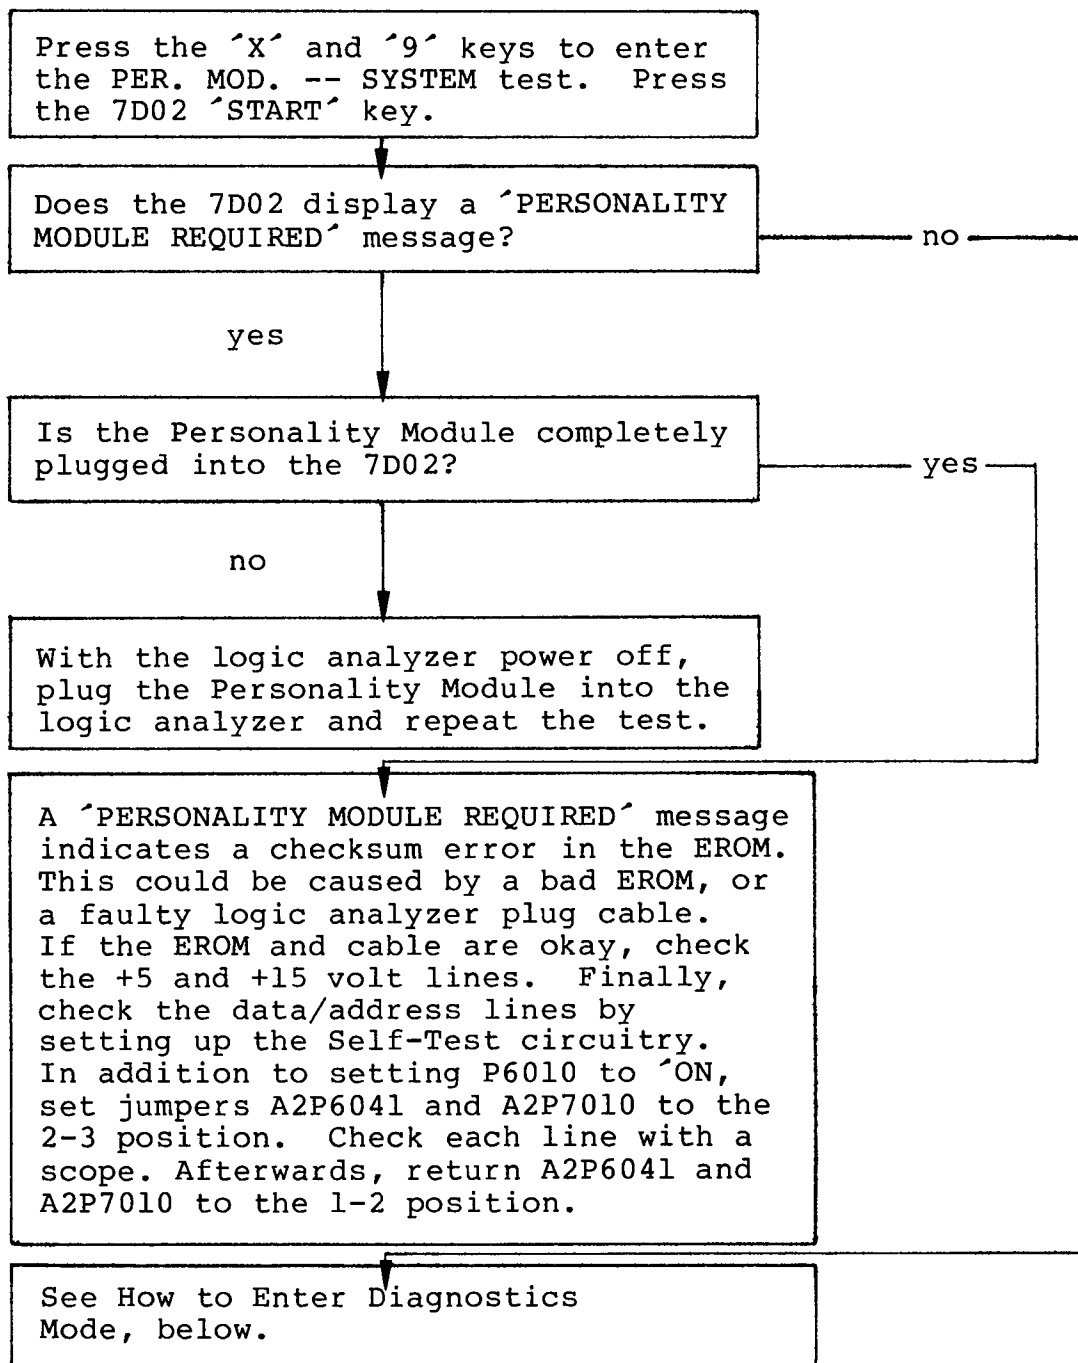 Press the ´X´ and ´9´ keys to enter
the PER. MOD. -- SYSTEM test.  Press
the 7D02 ´START´ key.
Does the 7D02 display a ´PERSONALITY
MODULE REQUIRED´ message?
no
yes
Is the Personality Module completely
plugged into the 7D02?
yes
no
With the logic analyzer power off,
plug the Personality Module into the
logic analyzer and repeat the test.
A ´PERSONALITY MODULE REQUIRED´ message
indicates a checksum error in the EROM.
This could be caused by a bad EROM, or
a faulty logic analyzer plug cable.
If the EROM and cable are okay, check
the +5 and +15 volt lines.  Finally,
check the data/address lines by
setting up the Self-Test circuitry.
In addition to setting P6010 to ´ON,
set jumpers A2P6041 and A2P7010 to the
2-3 position.  Check each line with a
scope. Afterwards, return A2P6041 and
A2P7010 to the 1-2 position.
See How to Enter Diagnostics
Mode, below.